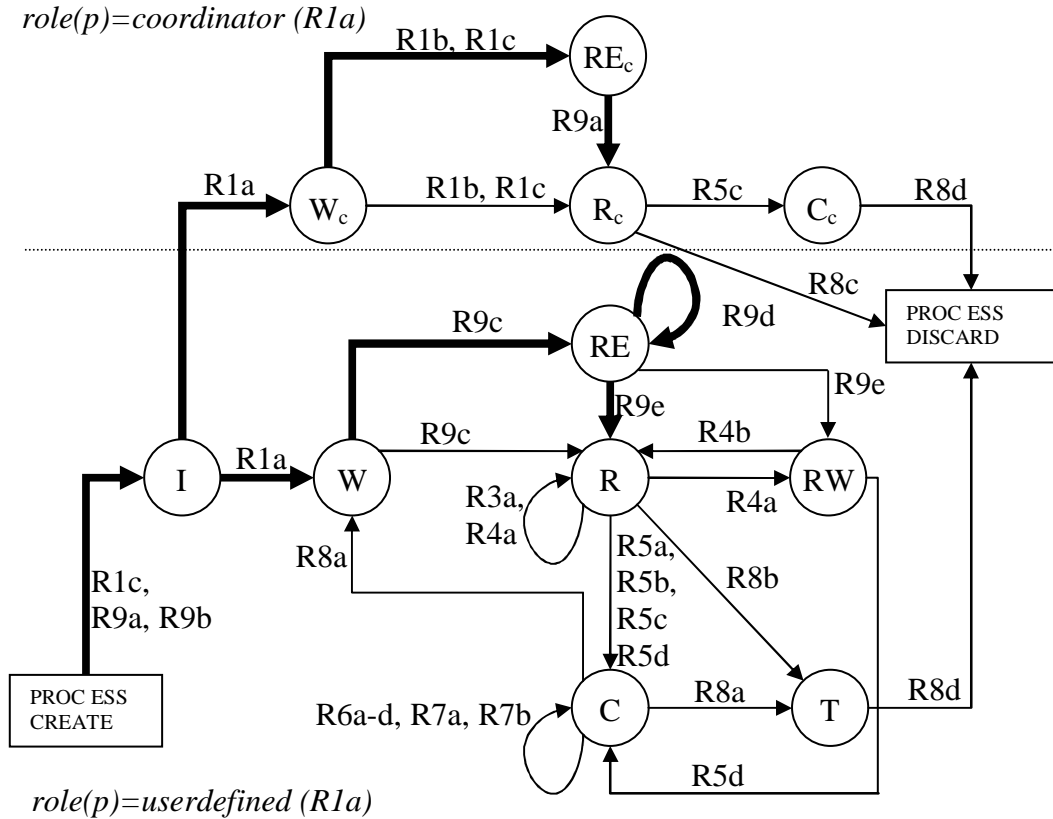 role(p)=coordinator (R1a)
R1b, R1c
REc
R9a
R1a
Wc
R1b, R1c
Rc
R5c
Cc
R8d
R8c
PROC ESS
DISCARD
R9c
RE
R9d
R9e
R9e
R9c
R4b
I
R1a
W
R
RW
R3a,
R4a
R4a
R8a
R5a,
R5b,
R5c
R5d
R8b
R1c,
R9a, R9b
PROC ESS
CREATE
R6a-d, R7a, R7b
C
R8a
T
R8d
R5d
role(p)=userdefined (R1a)